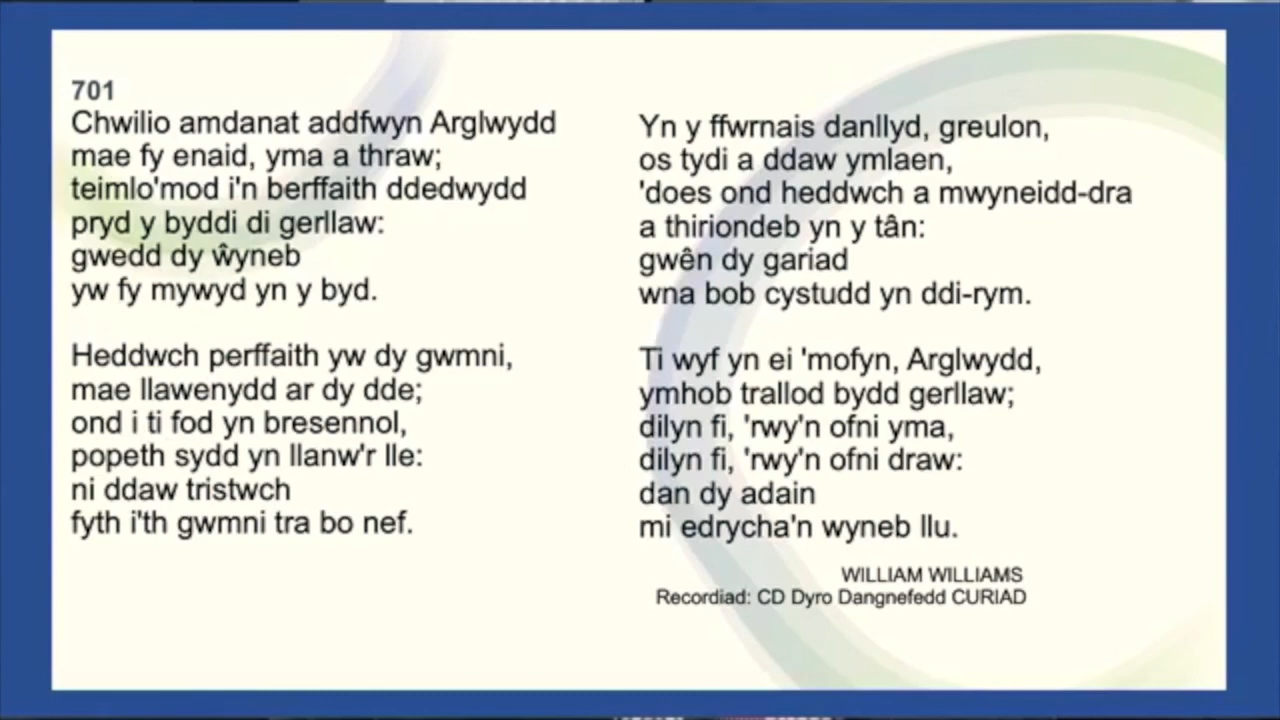 701
Chwilio amdanat addfwyn Arglwydd
mae fy enaid, yma a thraw;
teimlo'mod i'n berffaith ddedwydd
pryd y byddi di gerllaw:
gwedd dy ŵyneb
yw fy mywyd yn y byd.
Heddwch perffaith yw dy gwmni,
mae llawenydd ar dy dde;
ond i ti fod yn bresennol,
popeth sydd yn llanw'r lle:
ni ddaw tristwch
fyth i'th gwmni tra bo nef.
Yn y ffwrnais danllyd, greulon,
os tydi a ddaw ymlaen,
'does ond heddwch a mwyneidd-dra
a thiriondeb yn y tân:
gwên dy gariad
wna bob cystudd yn ddi-rym.
Ti wyf yn ei 'mofyn, Arglwydd,
ymhob trallod bydd gerllaw;
dilyn fi, 'rwy'n ofni yma,
dilyn fi, 'rwy'n ofni draw:
dan dy adain
mi edrycha'n wyneb llu.
WILLIAM WILLIAMS
Recordiad: CD Dyro Dangnefedd CURIAD